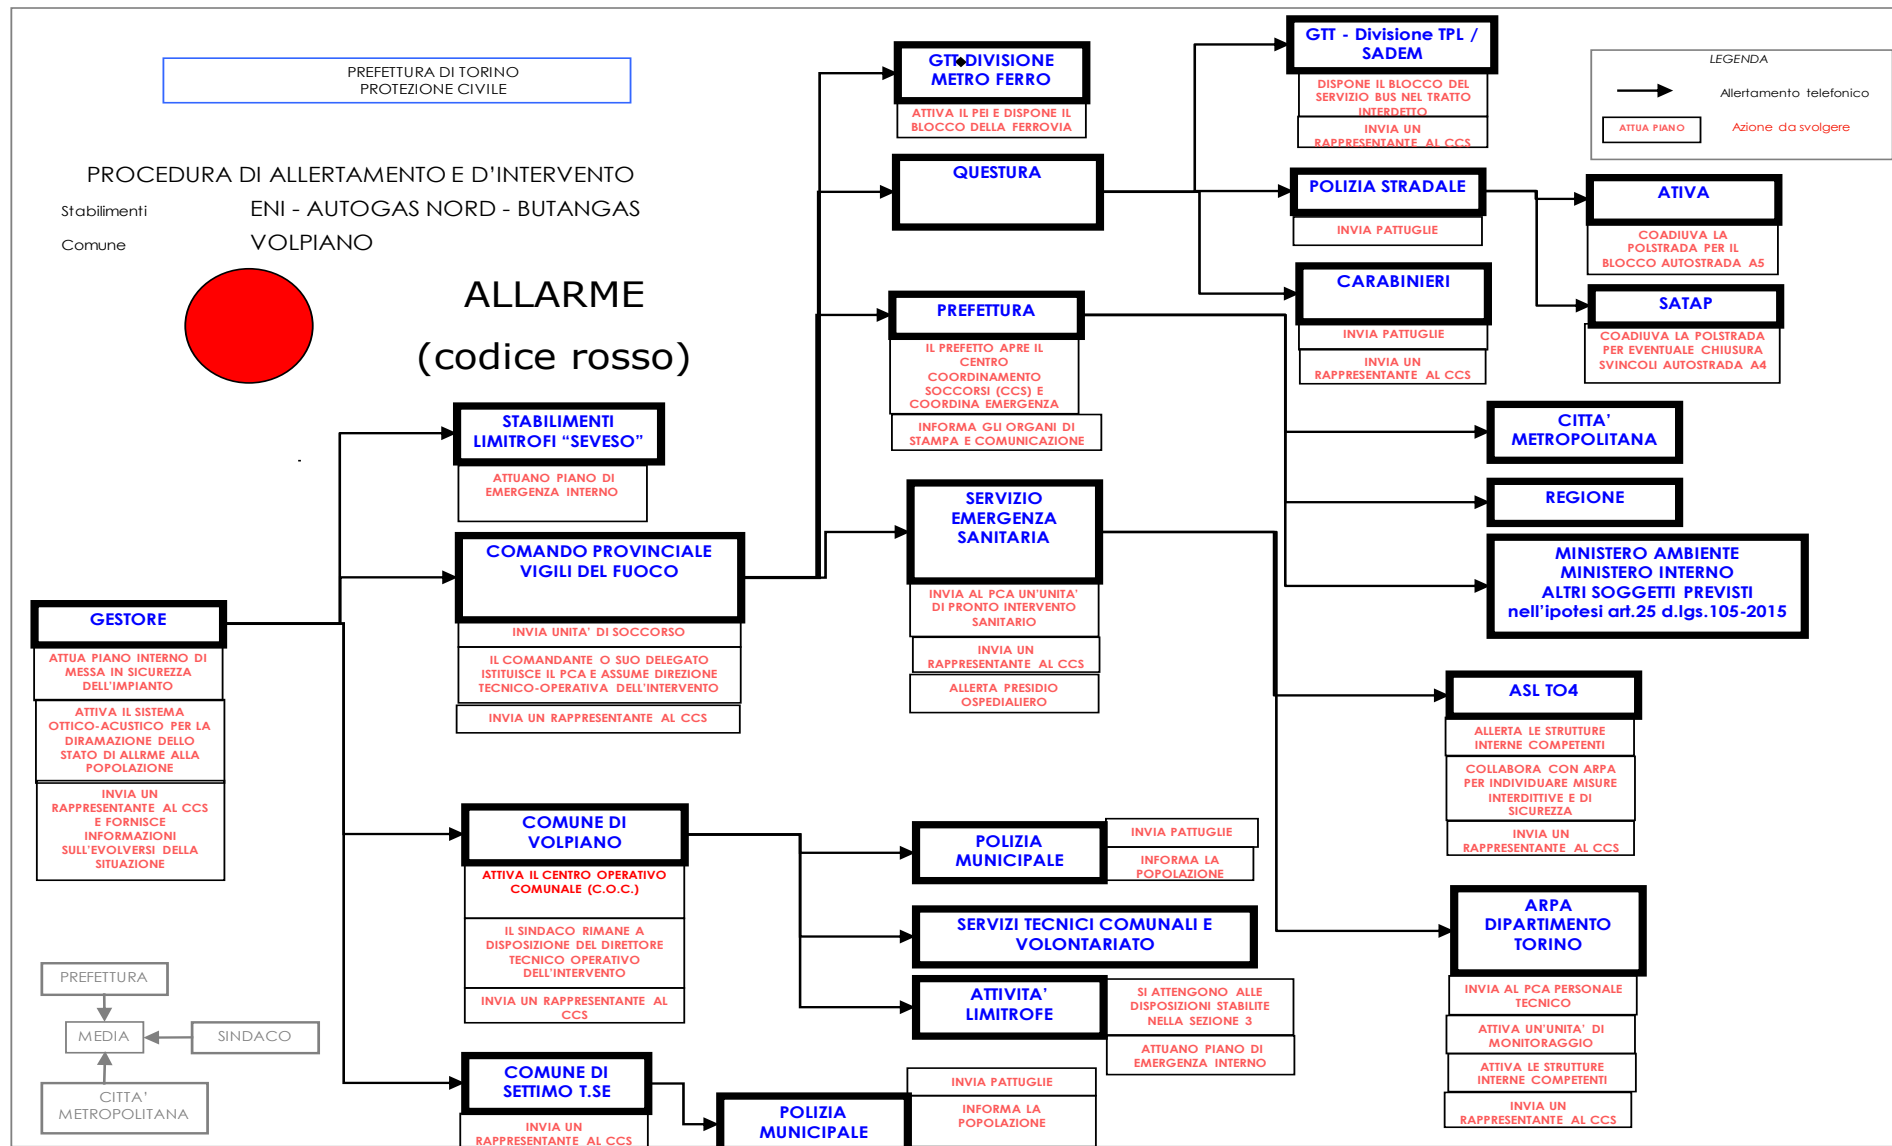 PREFETTURA DI TORINO
PROTEZIONE CIVILE
PROCEDURA DI ALLERTAMENTO E D'INTERVENTO
Stabilimenti ENI - AUTOGAS NORD - BUTANGAS
Comune VOLPIANO
ALLARME
(codice rosso)
LEGENDA
Allertamento telefonico
ATTUA PIANO
Azione da svolgere
GESTORE
ATTUA PIANO INTERNO DI
MESSA IN SICUREZZA
DELL'IMPIANTO
ATTIVA IL SISTEMA
OTTICO-ACUSTICO PER LA
DIRAMAZIONE DELLO
STATO DI ALLRME ALLA
POPOLAZIONE
INVIA UN
RAPPRESENTANTE AL CCS
E FORNISCE
INFORMAZIONI
SULL'EVOLVERSI DELLA
SITUAZIONE
STABILIMENTI
LIMITROFI "SEVESO"
ATTUANO PIANO DI
EMERGENZA INTERNO
COMANDO PROVINCIALE
VIGILI DEL FUOCO
INVIA UNITA' DI SOCCORSO
IL COMANDANTE O SUO DELEGATO
ISTITUISCE IL PCA E ASSUME DIREZIONE
TECNICO-OPERATIVA DELL'INTERVENTO
INVIA UN RAPPRESENTANTE AL CCS
COMUNE DI
VOLPIANO
ATTIVA IL CENTRO OPERATIVO
COMUNALE (C.O.C.)
IL SINDACO RIMANE A
DISPOSIZIONE DEL DIRETTORE
TECNICO OPERATIVO
DELL'INTERVENTO
INVIA UN RAPPRESENTANTE AL
CCS
COMUNE DI
SETTIMO T.SE
INVIA UN
RAPPRESENTANTE AL CCS
GTT DIVISIONE
METRO FERRO
ATTIVA IL PEI E DISPONE IL
BLOCCO DELLA FERROVIA
QUESTURA
PREFETTURA
IL PREFETTO APRE IL
CENTRO
COORDINAMENTO
SOCCORSI (CCS) E
COORDINA EMERGENZA
INFORMA GLI ORGANI DI
STAMPA E COMUNICAZIONE
SERVIZIO
EMERGENZA
SANITARIA
INVIA AL PCA UN'UNITA'
DI PRONTO INTERVENTO
SANITARIO
INVIA UN
RAPPRESENTANTE AL CCS
ALLERTA PRESIDIO
OSPEDALIERO
POLIZIA
MUNICIPALE
INVIA PATTUGLIE
INFORMA LA
POPOLAZIONE
SERVIZI TECNICI COMUNALI E
VOLONTARIATO
ATTIVITA'
LIMITROFE
SI ATTENGONO ALLE
DISPOSIZIONI STABILITE
NELLA SEZIONE 3
ATTUANO PIANO DI
EMERGENZA INTERNO
POLIZIA
MUNICIPALE
INVIA PATTUGLIE
INFORMA LA
POPOLAZIONE
GTT - Divisione TPL /
SADEM
DISPONE IL BLOCCO DEL
SERVIZIO BUS NEL TRATTO
INTERDETTO
INVIA UN
RAPPRESENTANTE AL CCS
POLIZIA STRADALE
INVIA PATTUGLIE
CARABINIERI
INVIA PATTUGLIE
INVIA UN
RAPPRESENTANTE AL CCS
ATIVA
COADIUVA LA
POLSTRADA PER IL
BLOCCO AUTOSTRADA A5
SATAP
COADIUVA LA POLSTRADA
PER EVENTUALE CHIUSURA
SVINCOLI AUTOSTRADA A4
CITTA'
METROPOLITANA
REGIONE
MINISTERO AMBIENTE
MINISTERO INTERNO
ALTRI SOGGETTI PREVISTI
nell'ipotesi art.25 d.lgs.105-2015
ASL TO4
ALLERTA LE STRUTTURE
INTERNE COMPETENTI
COLLABORA CON ARPA
PER INDIVIDUARE MISURE
INTERDITTIVE E DI
SICUREZZA
INVIA UN
RAPPRESENTANTE AL CCS
ARPA
DIPARTIMENTO
TORINO
INVIA AL PCA PERSONALE
TECNICO
ATTIVA UN'UNITA' DI
MONITORAGGIO
ATTIVA LE STRUTTURE
INTERNE COMPETENTI
INVIA UN
RAPPRESENTANTE AL CCS
PREFETTURA
MEDIA
SINDACO
CITTA'
METROPOLITANA